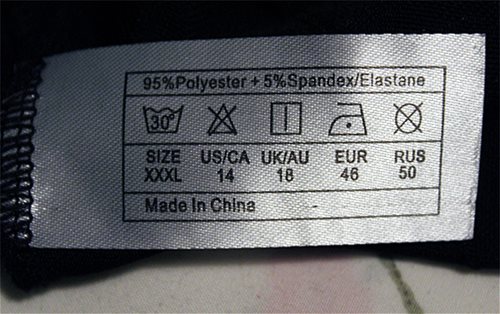 95%Polyester + 5%Spandex/Elastane
30°
SIZE US/CA UK/AU EUR RUS
XXXL 14 18 46 50
Made In China